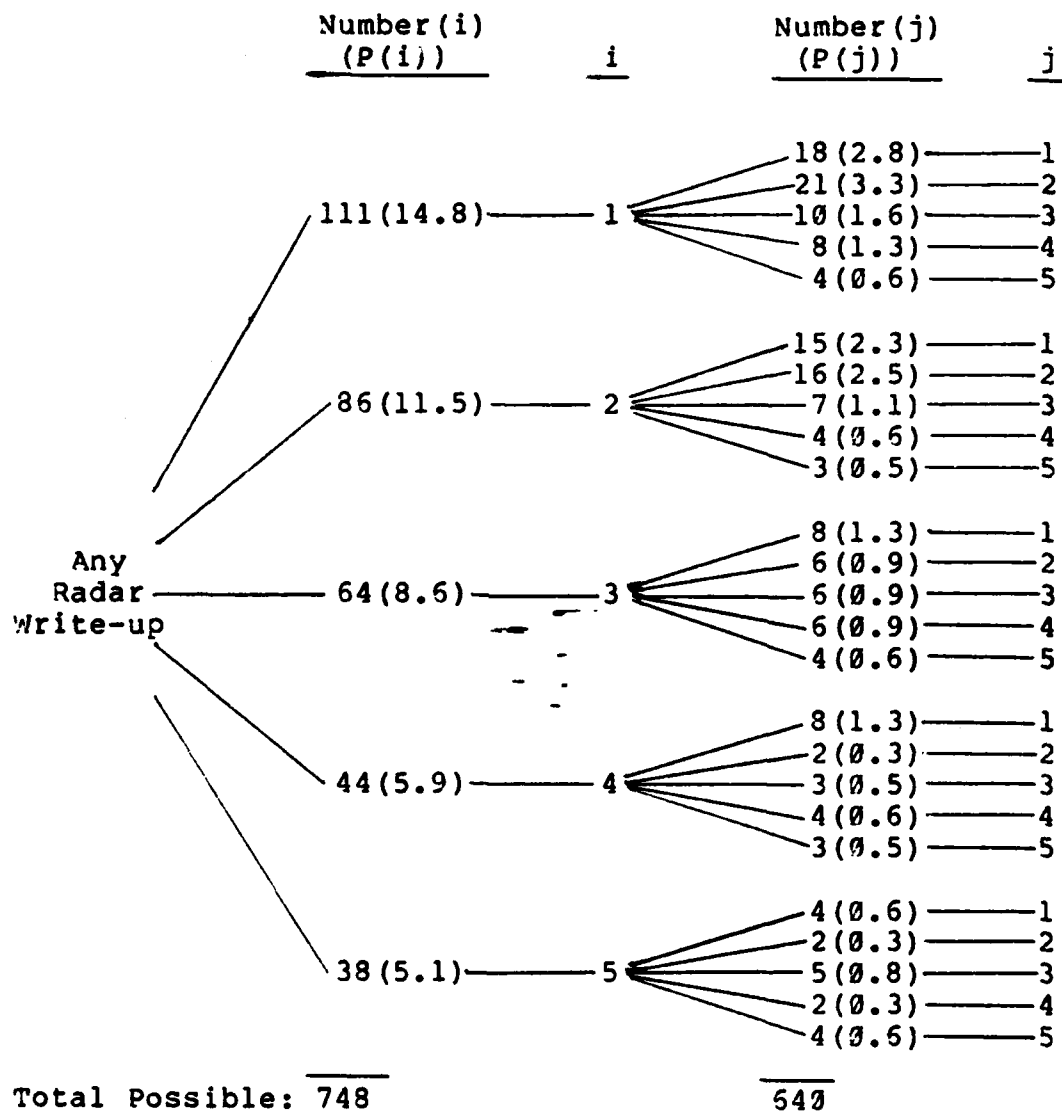 Number(i) Number(j)
(P(i)) i (P(j)) j
18(2.8) 1
21(3.3) 2
111(14.8) 1 10(1.6) 3
8(1.3) 4
4(0.6) 5
15(2.3) 1
16(2.5) 2
86(11.5) 2 7(1.1) 3
4(0.6) 4
3(0.5) 5
8(1.3) 1
Any 6(0.9) 2
Radar 64(8.6) 3 6(0.9) 3
Write-up 6(0.9) 4
4(0.6) 5
8(1.3) 1
2(0.3) 2
44(5.9) 4 3(0.5) 3
4(0.6) 4
3(0.5) 5
4(0.6) 1
2(0.3) 2
38(5.1) 5 5(0.8) 3
2(0.3) 4
4(0.6) 5
Total Possible: 748 640